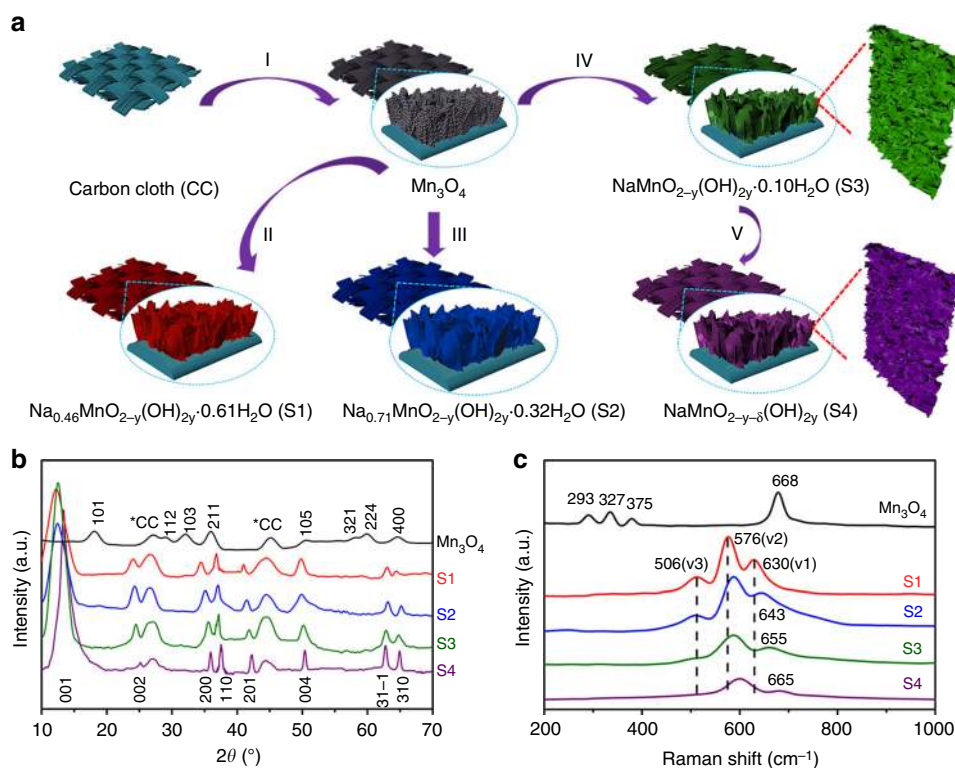 a
I
IV
Carbon cloth (CC)
Mn₃O₄
NaMnO₂₋y(OH)₂y·0.10H₂O (S3)
II
III
V
Na₀.₄₆MnO₂₋y(OH)₂y·0.61H₂O (S1)
Na₀.₇₁MnO₂₋y(OH)₂y·0.32H₂O (S2)
NaMnO₂₋y₋δ(OH)₂y (S4)
b
Intensity (a.u.)
101
*CC
112
103
211
*CC
105
321
224
400
Mn₃O₄
S1
S2
S3
S4
001
002
200
110
201
004
31–1
310
10 20 30 40 50 60 70
2θ (°)
c
Intensity (a.u.)
293
327
375
668
Mn₃O₄
506(v3)
576(v2)
630(v1)
S1
643
S2
655
S3
665
S4
200 400 600 800 1000
Raman shift (cm⁻¹)